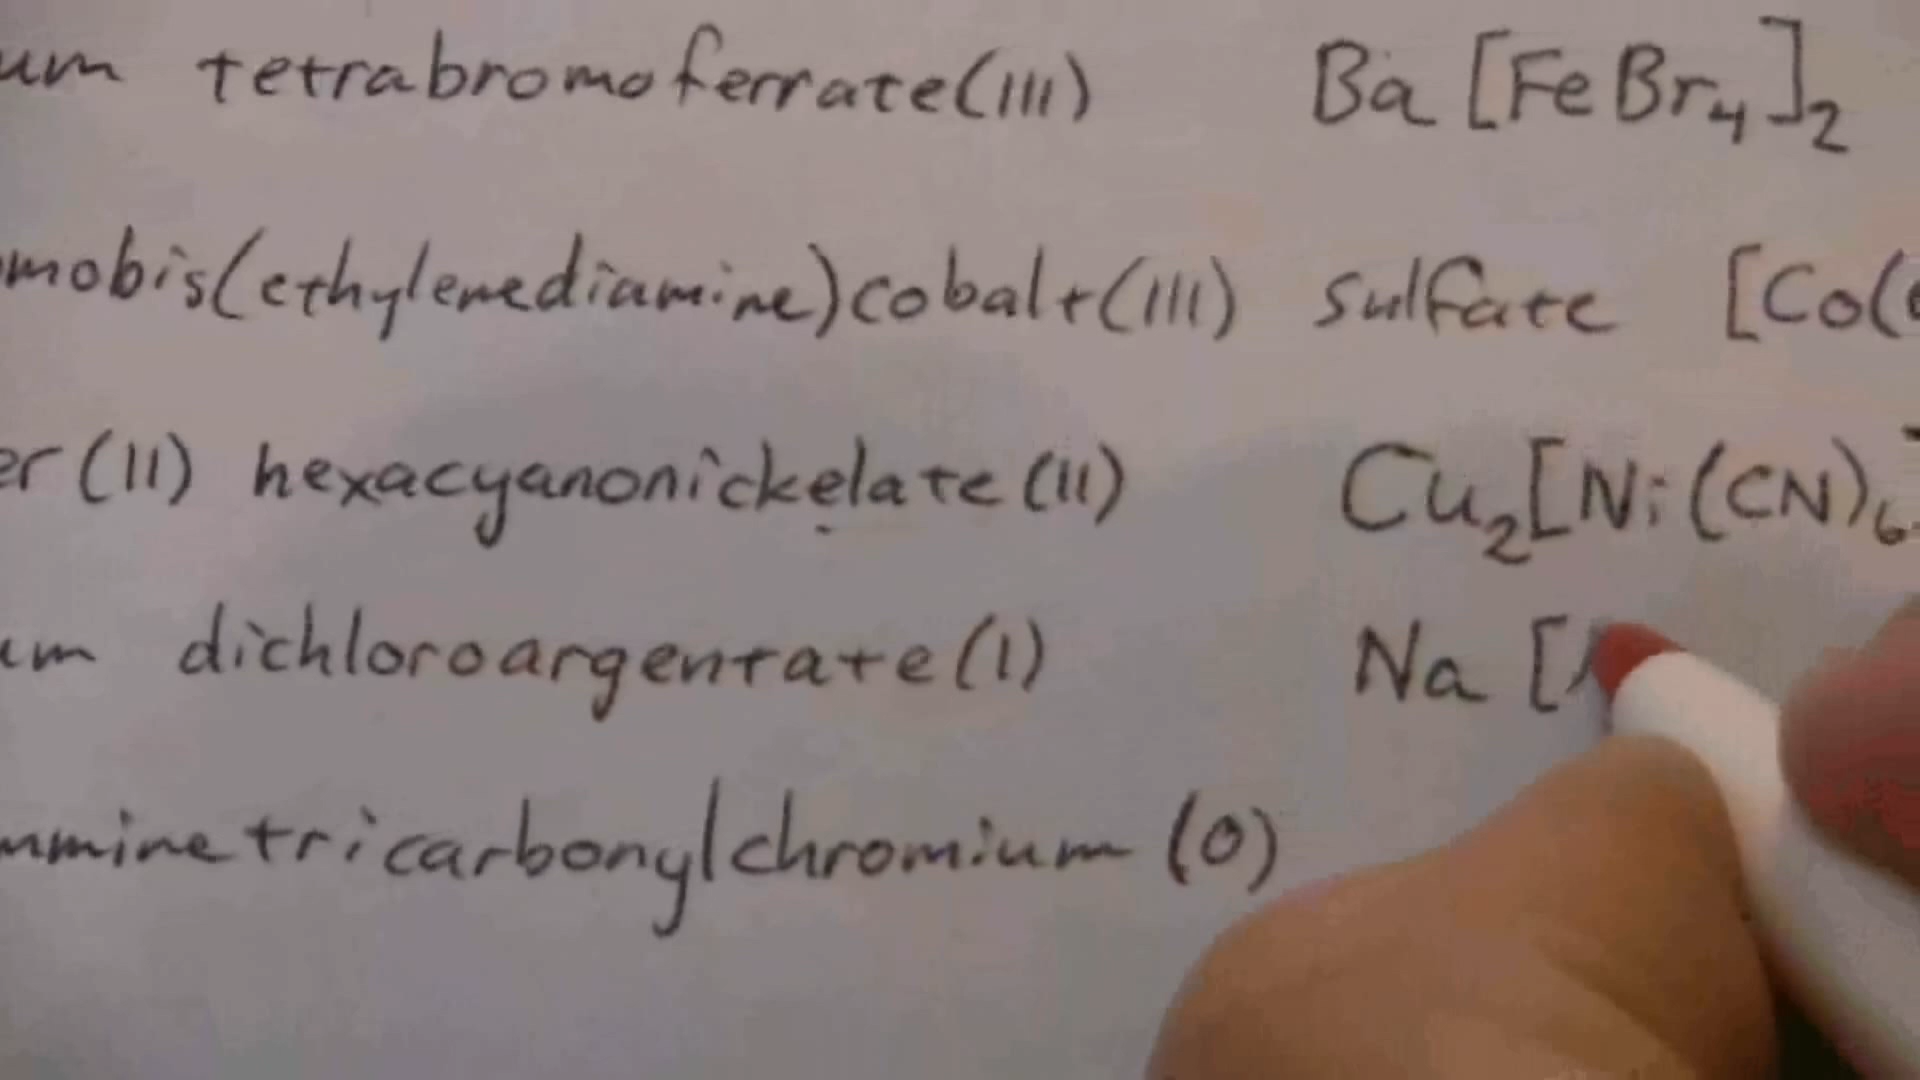 um tetrabromoferrate(III) Ba[FeBr4]2
mobis(ethylenediamine)cobalt(III) sulfate [Co(
er(II) hexacyanonickelate(II) Cu2[Ni(CN)6]
um dichloroargentate(I) Na[
mminetricarbonylchromium(0)